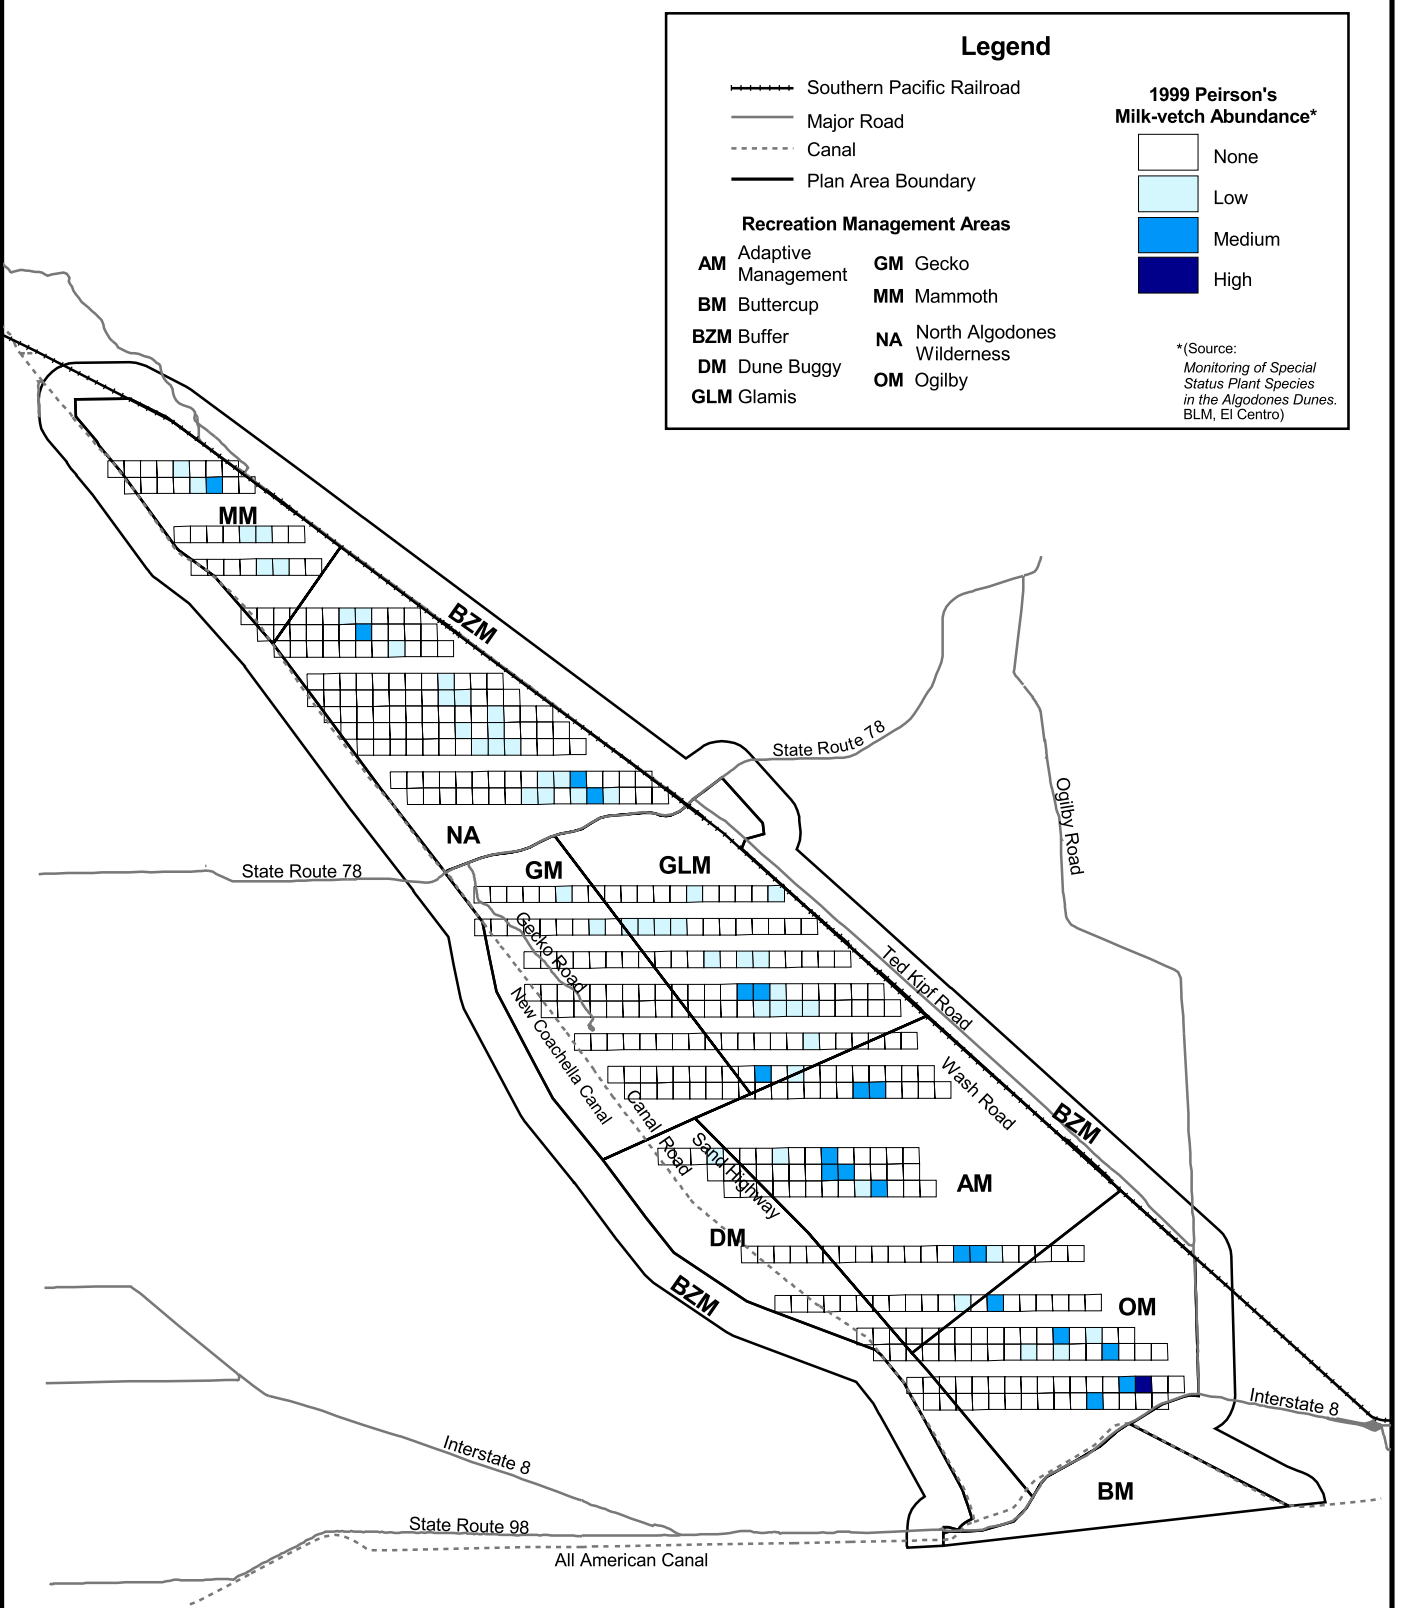 Legend
Southern Pacific Railroad
Major Road
Canal
Plan Area Boundary
1999 Peirson's
Milk-vetch Abundance*
None
Low
Medium
High
Recreation Management Areas
AM Adaptive
Management
BM Buttercup
BZM Buffer
DM Dune Buggy
GLM Glamis
GM Gecko
MM Mammoth
NA North Algodones
Wilderness
OM Ogilby
*(Source:
Monitoring of Special
Status Plant Species
in the Algodones Dunes.
BLM, El Centro)
MM
BZM
State Route 78
Ogilby Road
NA
State Route 78
GM
GLM
Gecko Road
New Coachella Canal
Ted Kipf Road
Wash Road
BZM
Canal Road
Sand Highway
AM
DM
BZM
OM
Interstate 8
Interstate 8
BM
State Route 98
All American Canal